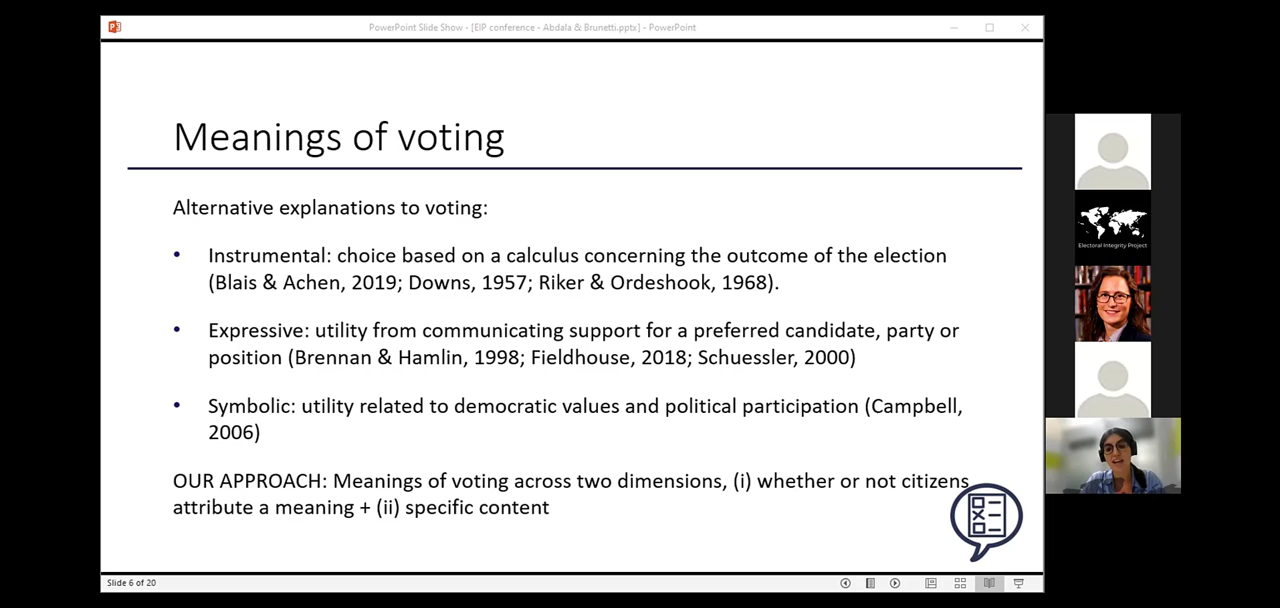 PowerPoint Slide Show - [EIP conference - Abdala & Brunetti.pptx] - PowerPoint
Meanings of voting
Alternative explanations to voting:
• Instrumental: choice based on a calculus concerning the outcome of the election
(Blais & Achen, 2019; Downs, 1957; Riker & Ordeshook, 1968).
• Expressive: utility from communicating support for a preferred candidate, party or
position (Brennan & Hamlin, 1998; Fieldhouse, 2018; Schuessler, 2000)
• Symbolic: utility related to democratic values and political participation (Campbell,
2006)
OUR APPROACH: Meanings of voting across two dimensions, (i) whether or not citizens
attribute a meaning + (ii) specific content
Slide 6 of 20
Electoral Integrity Project